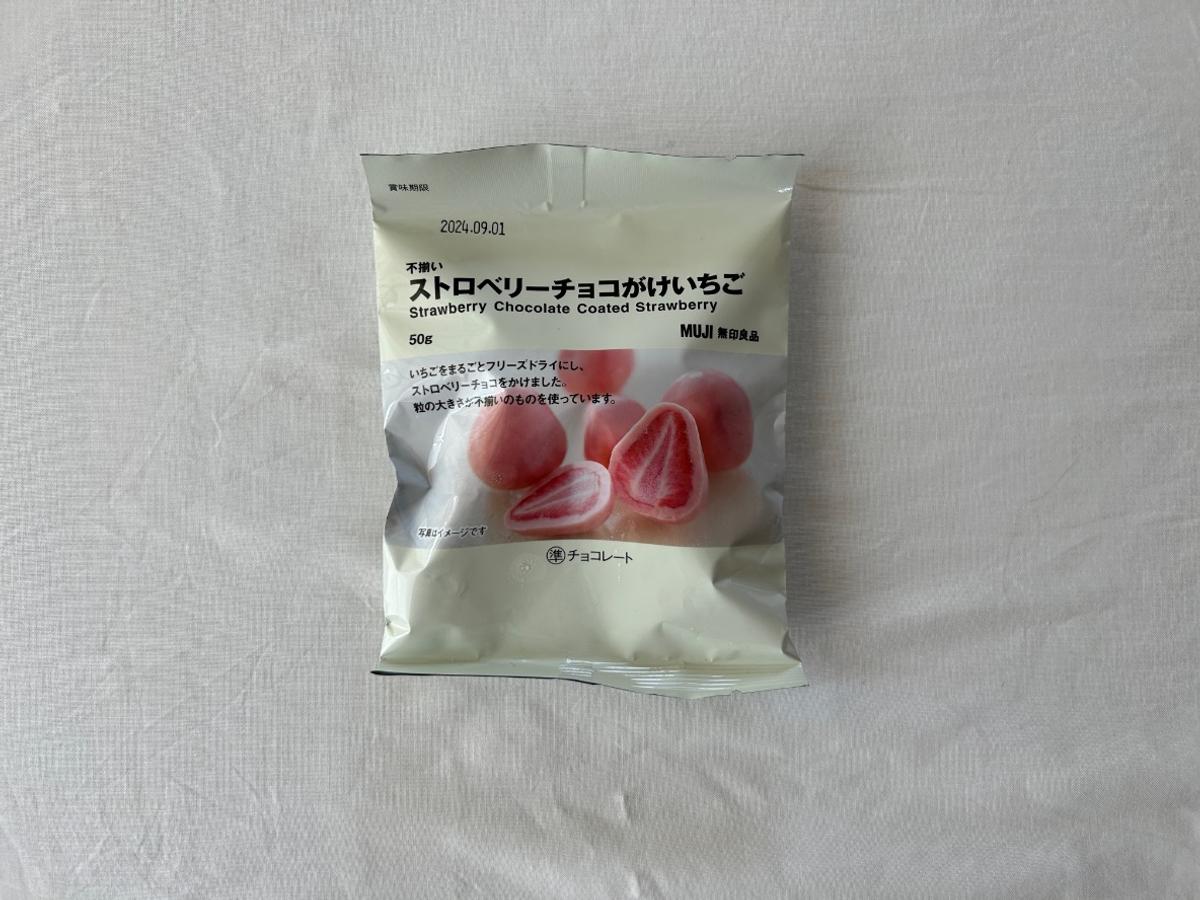 賞味期限
2024.09.01
不揃い
ストロベリーチョコがけいちご
Strawberry Chocolate Coated Strawberry
50g
MUJI 無印良品
いちごをまるごとフリーズドライにし、
ストロベリーチョコをかけました。
粒の大きさが不揃いのものを使っています。
写真はイメージです
準 チョコレート